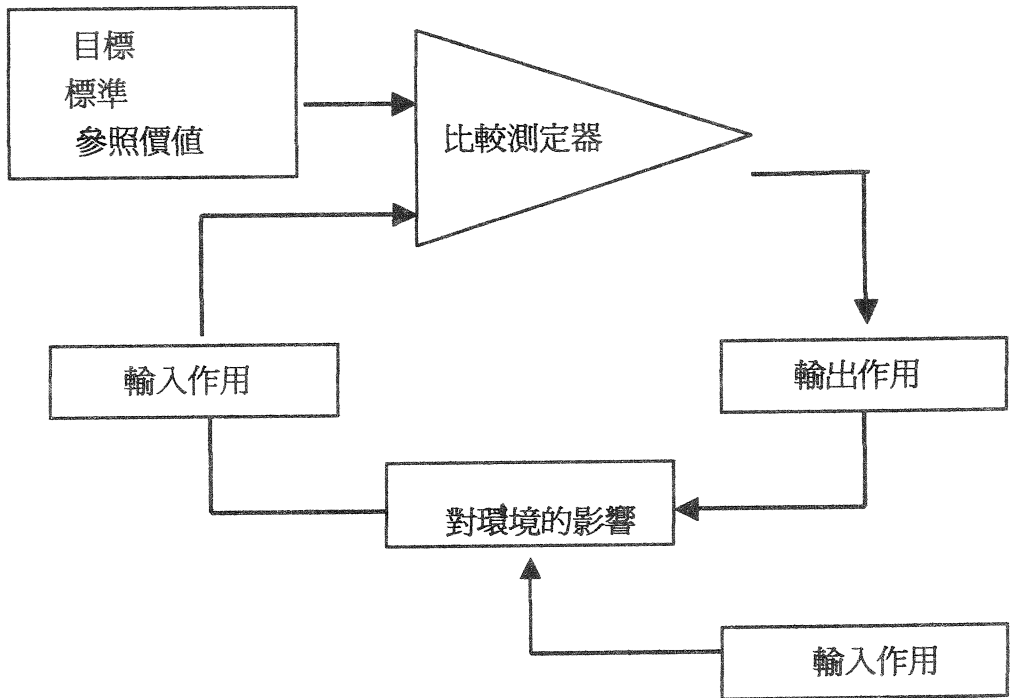 目標
標準
參照價值
比較測定器
輸入作用
輸出作用
對環境的影響
輸入作用